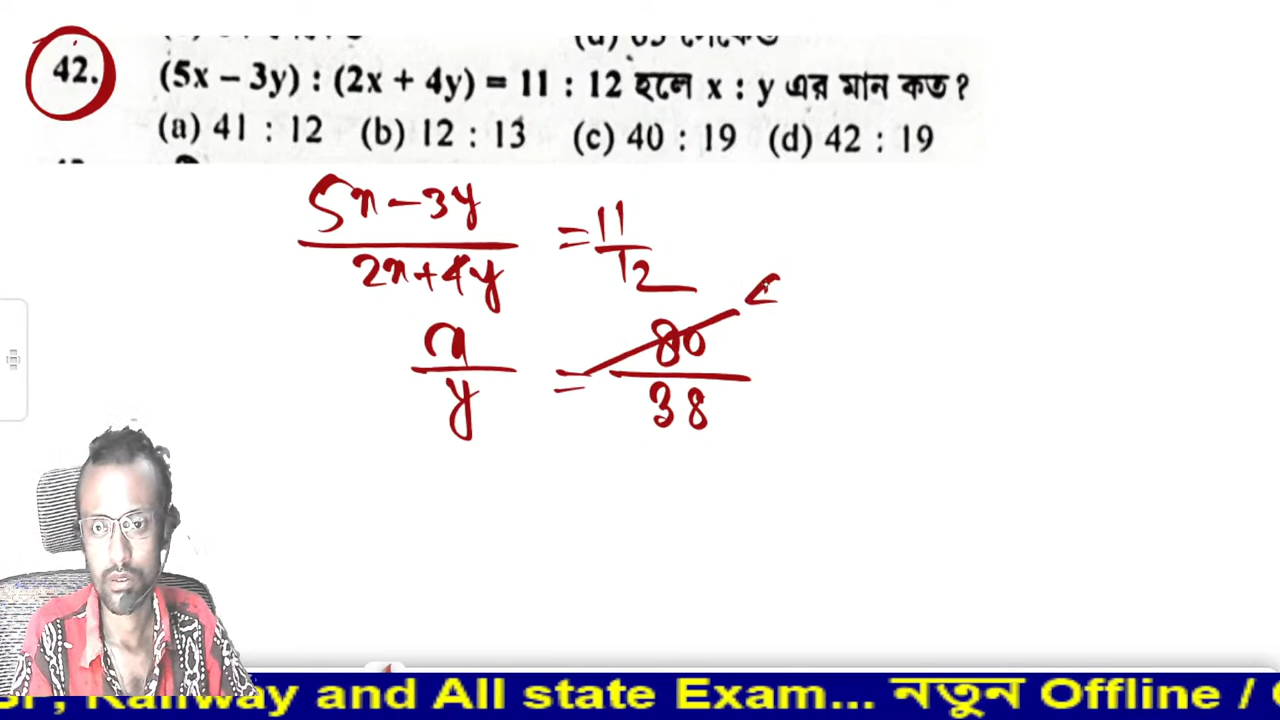 42. (5x – 3y) : (2x + 4y) = 11 : 12 হলে x : y এর মান কত ?
(a) 41 : 12 (b) 12 : 13 (c) 40 : 19 (d) 42 : 19
5x – 3y = 11
2x + 4y 12
x = 80
y 38
and All state Exam... নতুন Offline /